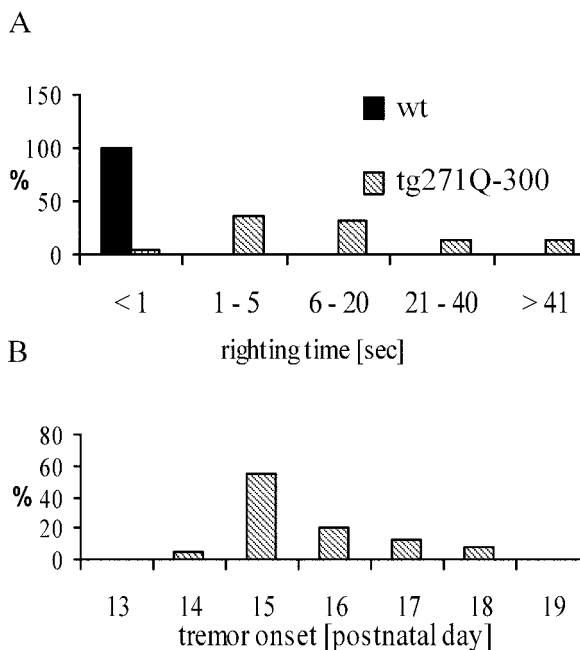 A
150
wt
100
%
tg271Q-300
50
0
< 1 1 - 5 6 - 20 21 - 40 > 41
righting time [sec]
B
80
60
%
40
20
0
13 14 15 16 17 18 19
tremor onset [postnatal day]